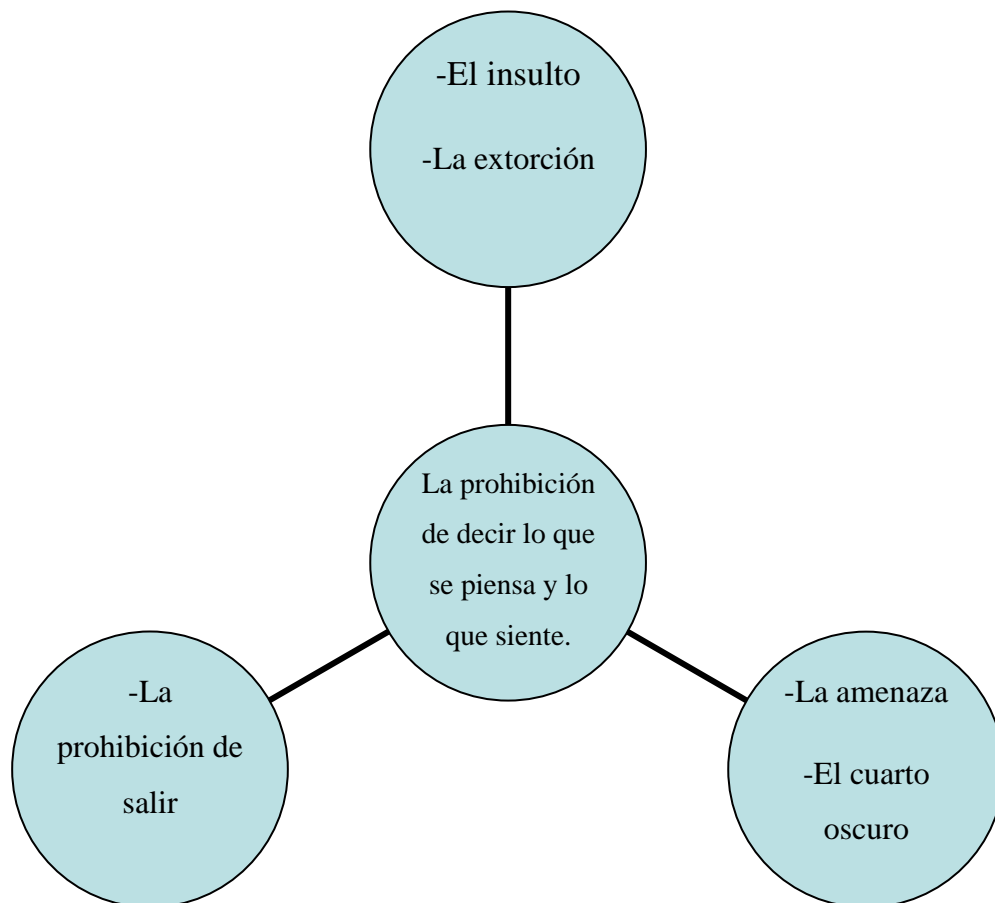 -El insulto
-La extorción
La prohibición
de decir lo que
se piensa y lo
que siente.
-La
prohibición de
salir
-La amenaza
-El cuarto
oscuro